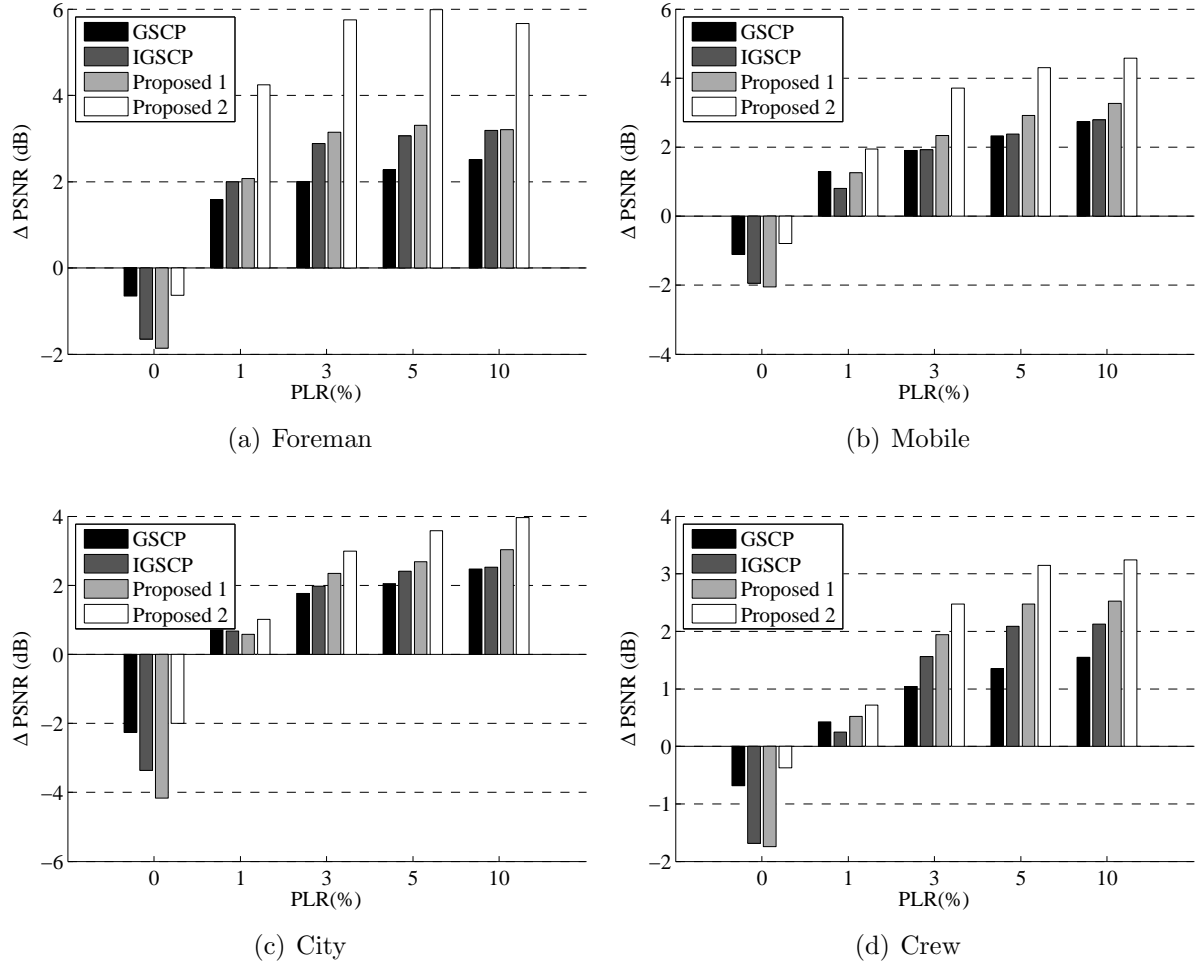 6
4
2
0
−2
Δ PSNR (dB)
GSCP
IGSCP
Proposed 1
Proposed 2
0 1 3 5 10
PLR(%)
(a) Foreman
6
4
2
0
−2
−4
Δ PSNR (dB)
GSCP
IGSCP
Proposed 1
Proposed 2
0 1 3 5 10
PLR(%)
(b) Mobile
4
2
0
−2
−4
−6
Δ PSNR (dB)
GSCP
IGSCP
Proposed 1
Proposed 2
0 1 3 5 10
PLR(%)
(c) City
4
3
2
1
0
−1
−2
Δ PSNR (dB)
GSCP
IGSCP
Proposed 1
Proposed 2
0 1 3 5 10
PLR(%)
(d) Crew